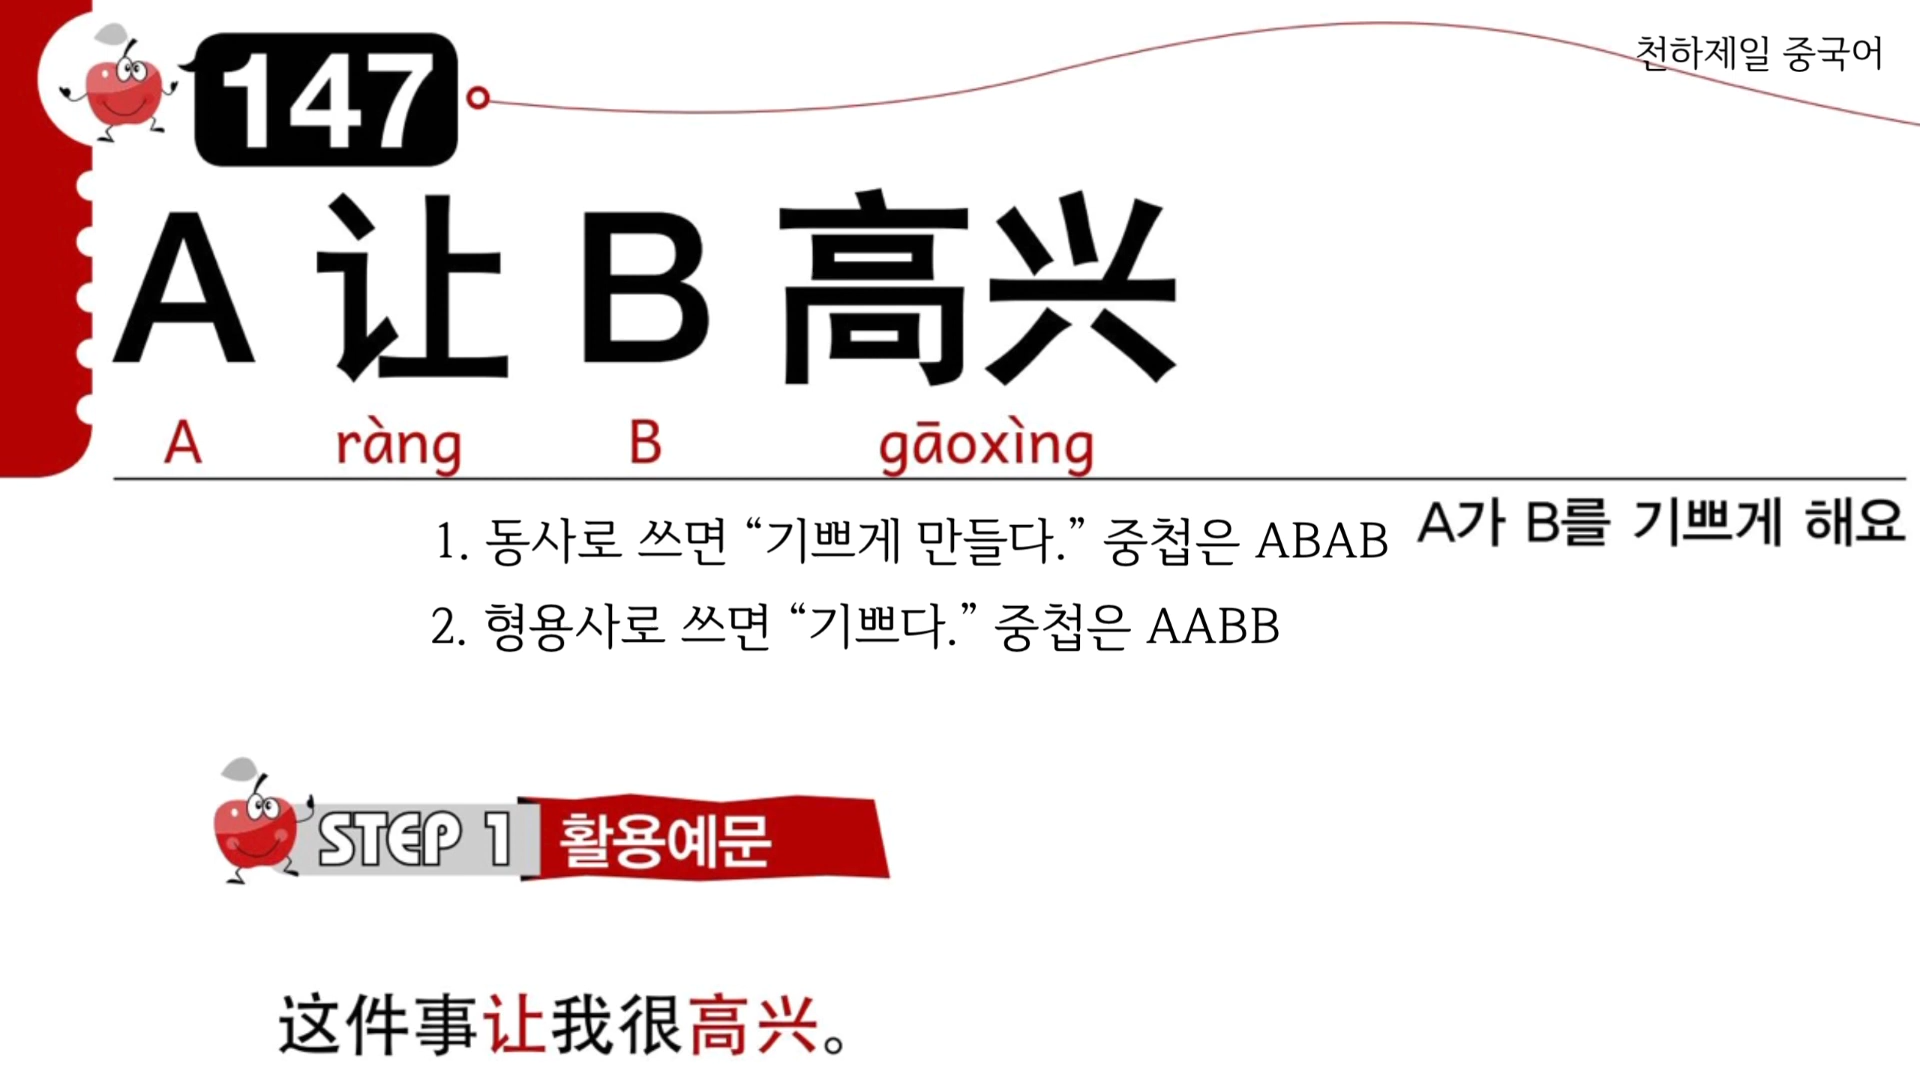 147
천하제일 중국어
A 让 B 高兴
A ràng B gāoxìng
A가 B를 기쁘게 해요
1. 동사로 쓰면 “기쁘게 만들다.” 중첩은 ABAB
2. 형용사로 쓰면 “기쁘다.” 중첩은 AABB
STEP 1 활용예문
这件事让我很高兴。